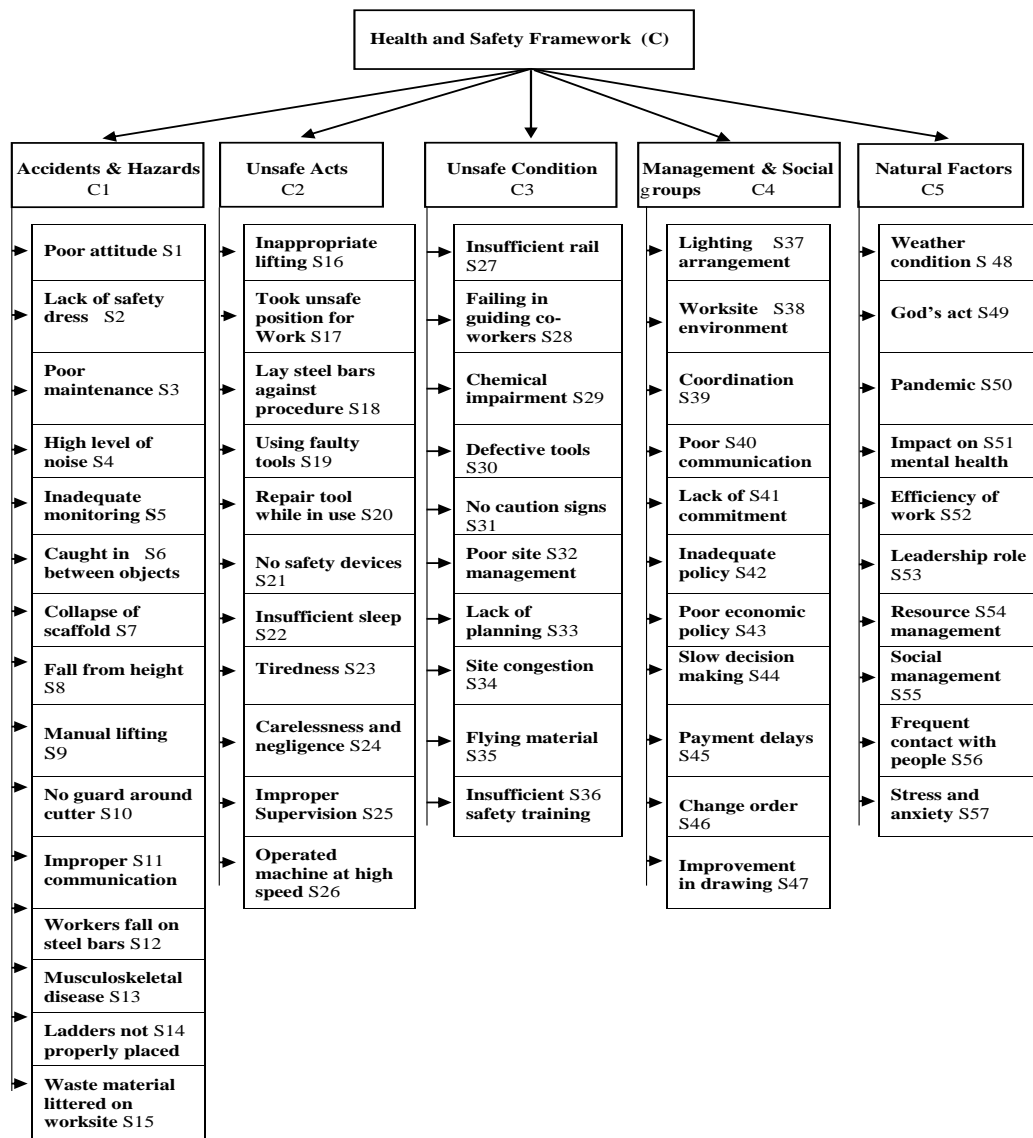 Health and Safety Framework (C)
Accidents & Hazards
C1
Poor attitude S1
Lack of safety
dress S2
Poor
maintenance S3
High level of
noise S4
Inadequate
monitoring S5
Caught in S6
between objects
Collapse of
scaffold S7
Fall from height
S8
Manual lifting
S9
No guard around
cutter S10
Improper S11
communication
Workers fall on
steel bars S12
Musculoskeletal
disease S13
Ladders not S14
properly placed
Waste material
littered on
worksite S15
Unsafe Acts
C2
Inappropriate
lifting S16
Took unsafe
position for
Work S17
Lay steel bars
against
procedure S18
Using faulty
tools S19
Repair tool
while in use S20
No safety devices
S21
Insufficient sleep
S22
Tiredness S23
Carelessness and
negligence S24
Improper
Supervision S25
Operated
machine at high
speed S26
Unsafe Condition
C3
Insufficient rail
S27
Failing in
guiding co-
workers S28
Chemical
impairment S29
Defective tools
S30
No caution signs
S31
Poor site S32
management
Lack of
planning S33
Site congestion
S34
Flying material
S35
Insufficient S36
safety training
Management & Social
groups C4
Lighting S37
arrangement
Worksite S38
environment
Coordination
S39
Poor S40
communication
Lack of S41
commitment
Inadequate
policy S42
Poor economic
policy S43
Slow decision
making S44
Payment delays
S45
Change order
S46
Improvement
in drawing S47
Natural Factors
C5
Weather
condition S 48
God's act S49
Pandemic S50
Impact on S51
mental health
Efficiency of
work S52
Leadership role
S53
Resource S54
management
Social
management
S55
Frequent
contact with
people S56
Stress and
anxiety S57